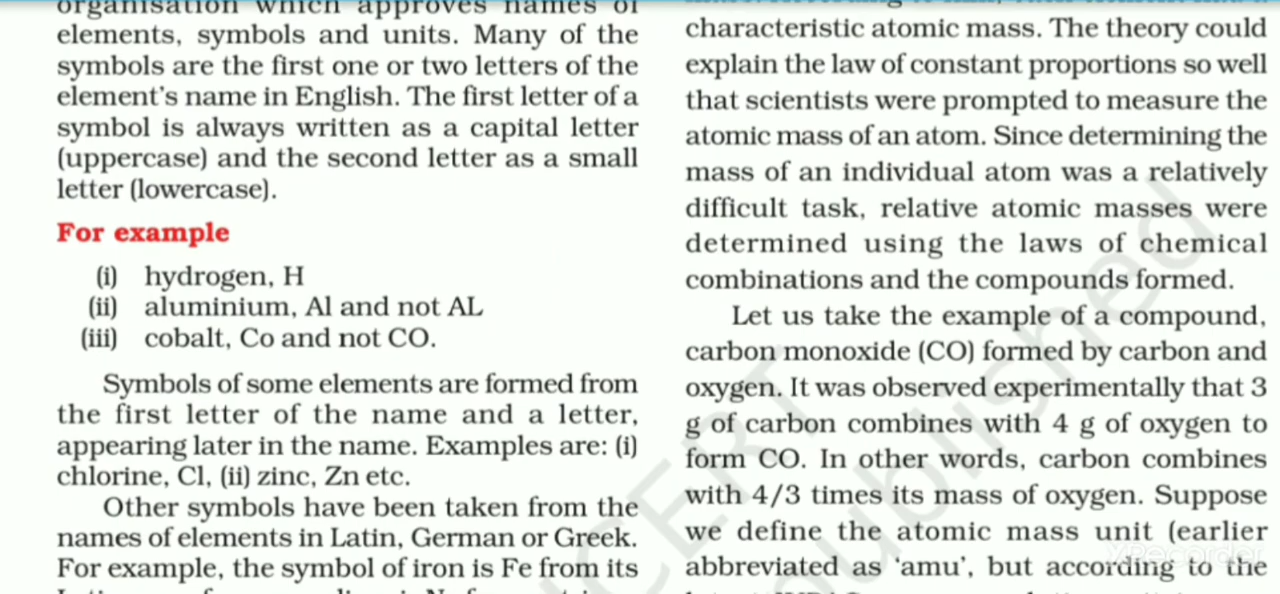 organisation which approves names of
elements, symbols and units. Many of the
symbols are the first one or two letters of the
element's name in English. The first letter of a
symbol is always written as a capital letter
(uppercase) and the second letter as a small
letter (lowercase).
For example
(i) hydrogen, H
(ii) aluminium, Al and not AL
(iii) cobalt, Co and not CO.
Symbols of some elements are formed from
the first letter of the name and a letter,
appearing later in the name. Examples are: (i)
chlorine, Cl, (ii) zinc, Zn etc.
Other symbols have been taken from the
names of elements in Latin, German or Greek.
For example, the symbol of iron is Fe from its
characteristic atomic mass. The theory could
explain the law of constant proportions so well
that scientists were prompted to measure the
atomic mass of an atom. Since determining the
mass of an individual atom was a relatively
difficult task, relative atomic masses were
determined using the laws of chemical
combinations and the compounds formed.
Let us take the example of a compound,
carbon monoxide (CO) formed by carbon and
oxygen. It was observed experimentally that 3
g of carbon combines with 4 g of oxygen to
form CO. In other words, carbon combines
with 4/3 times its mass of oxygen. Suppose
we define the atomic mass unit (earlier
abbreviated as 'amu', but according to the
NCERT
published
XRecorder